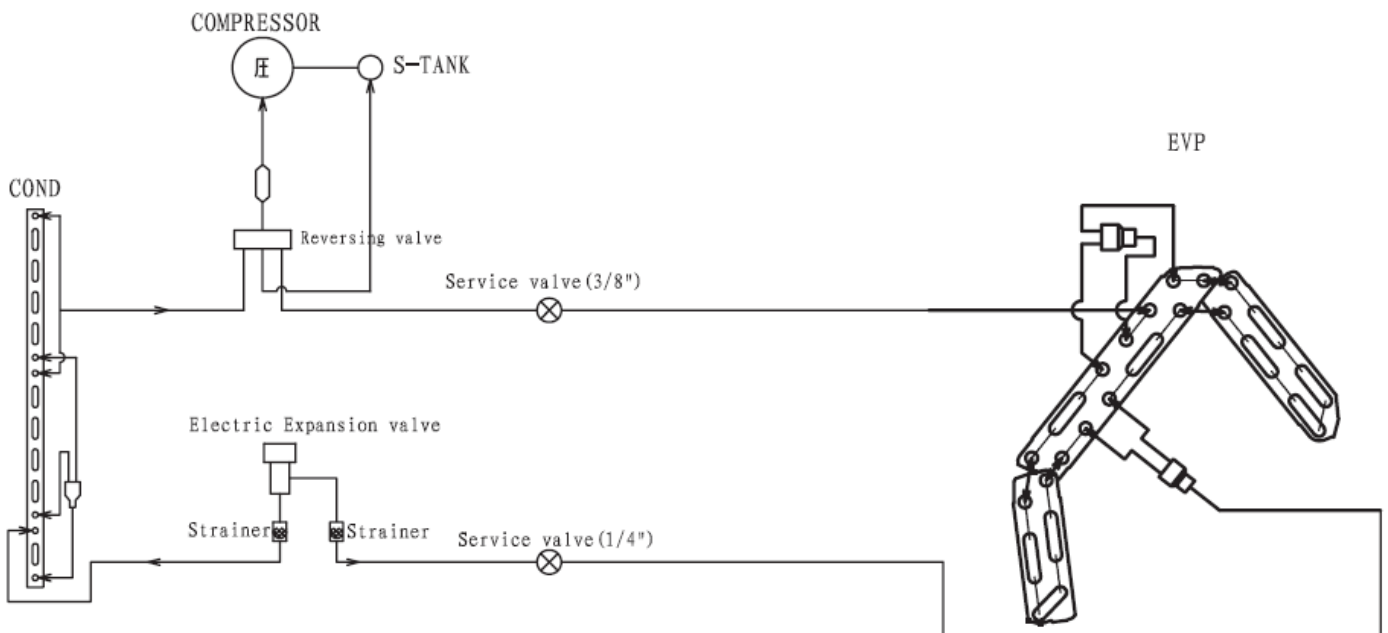 COMPRESSOR
圧
S-TANK
EVP
COND
Reversing valve
Service valve(3/8")
Electric Expansion valve
Strainer
Strainer
Service valve(1/4")